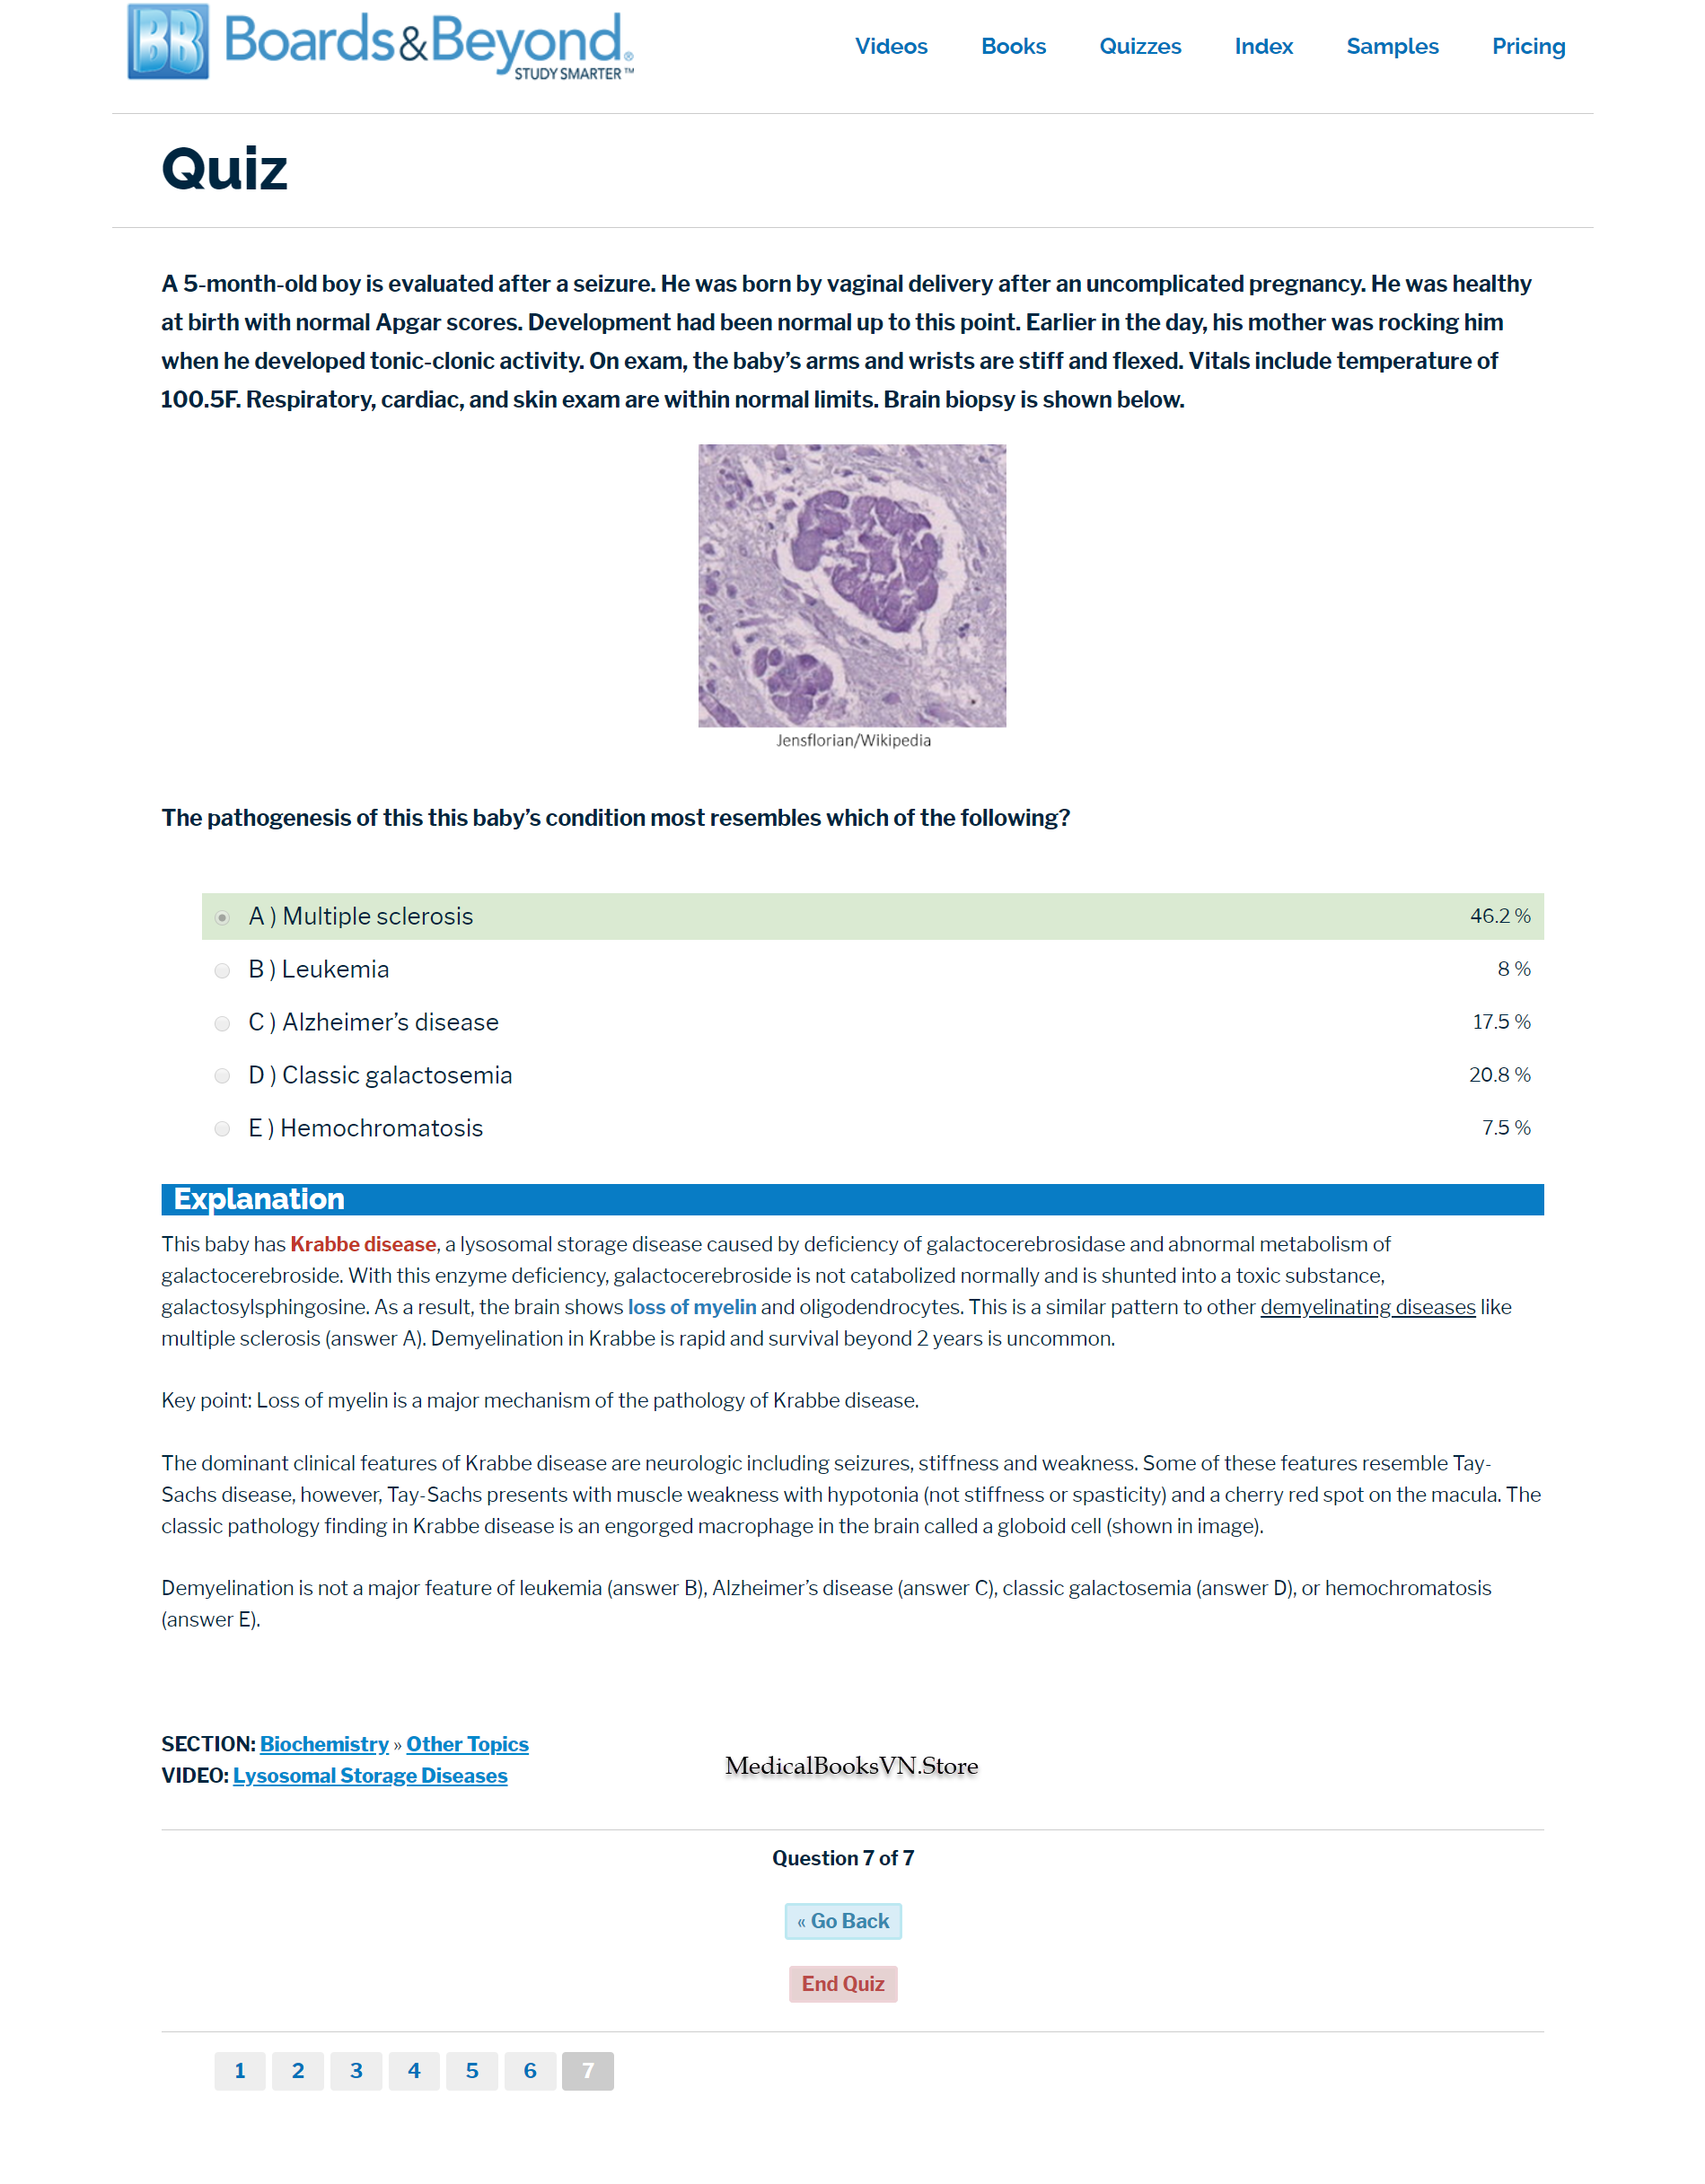 BB Boards&Beyond®
STUDY SMARTER™
Videos Books Quizzes Index Samples Pricing
Quiz
A 5-month-old boy is evaluated after a seizure. He was born by vaginal delivery after an uncomplicated pregnancy. He was healthy
at birth with normal Apgar scores. Development had been normal up to this point. Earlier in the day, his mother was rocking him
when he developed tonic-clonic activity. On exam, the baby’s arms and wrists are stiff and flexed. Vitals include temperature of
100.5F. Respiratory, cardiac, and skin exam are within normal limits. Brain biopsy is shown below.
Jensflorian/Wikipedia
The pathogenesis of this this baby’s condition most resembles which of the following?
A ) Multiple sclerosis 46.2 %
B ) Leukemia 8 %
C ) Alzheimer’s disease 17.5 %
D ) Classic galactosemia 20.8 %
E ) Hemochromatosis 7.5 %
Explanation
This baby has Krabbe disease, a lysosomal storage disease caused by deficiency of galactocerebrosidase and abnormal metabolism of
galactocerebroside. With this enzyme deficiency, galactocerebroside is not catabolized normally and is shunted into a toxic substance,
galactosylsphingosine. As a result, the brain shows loss of myelin and oligodendrocytes. This is a similar pattern to other demyelinating diseases like
multiple sclerosis (answer A). Demyelination in Krabbe is rapid and survival beyond 2 years is uncommon.
Key point: Loss of myelin is a major mechanism of the pathology of Krabbe disease.
The dominant clinical features of Krabbe disease are neurologic including seizures, stiffness and weakness. Some of these features resemble Tay-
Sachs disease, however, Tay-Sachs presents with muscle weakness with hypotonia (not stiffness or spasticity) and a cherry red spot on the macula. The
classic pathology finding in Krabbe disease is an engorged macrophage in the brain called a globoid cell (shown in image).
Demyelination is not a major feature of leukemia (answer B), Alzheimer’s disease (answer C), classic galactosemia (answer D), or hemochromatosis
(answer E).
SECTION: Biochemistry » Other Topics
VIDEO: Lysosomal Storage Diseases
MedicalBooksVN.Store
Question 7 of 7
« Go Back
End Quiz
1 2 3 4 5 6 7